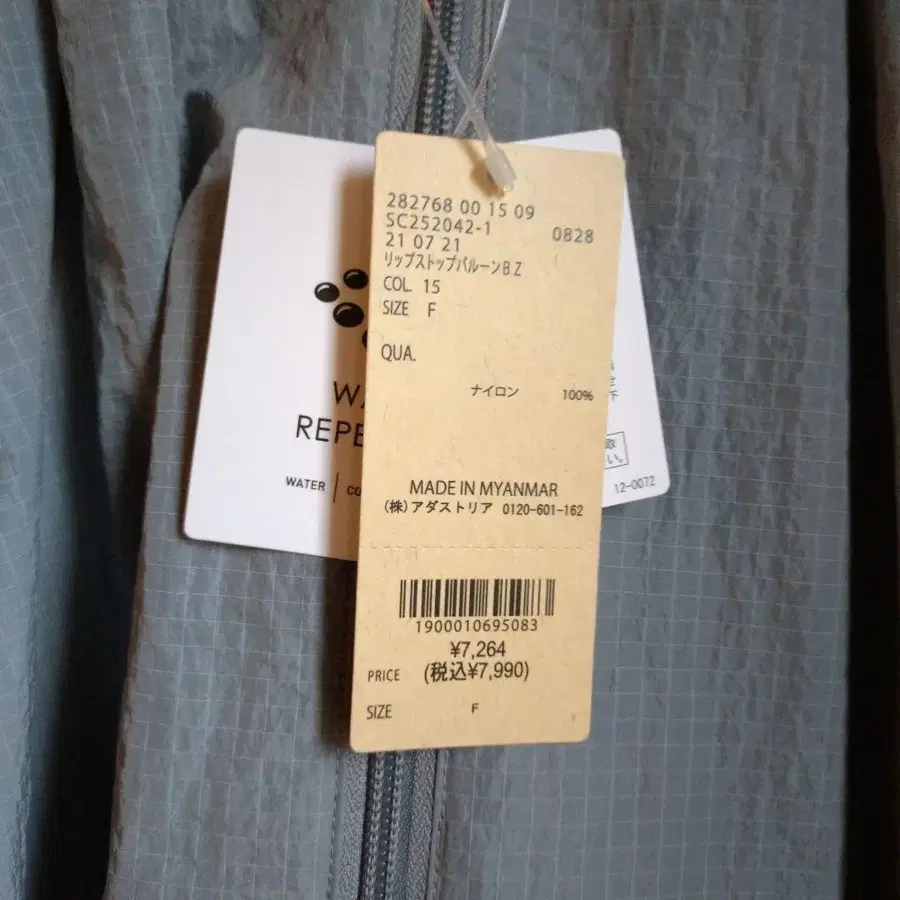 282768 00 15 09
SC252042-1 0828
21 07 21
リップストップバルーンB.Z
COL. 15
SIZE F
QUA.
ナイロン 100%
MADE IN MYANMAR
(株)アダストリア 0120-601-162
1900010695083
¥7,264
PRICE (税込¥7,990)
SIZE F
WATER
12-0072